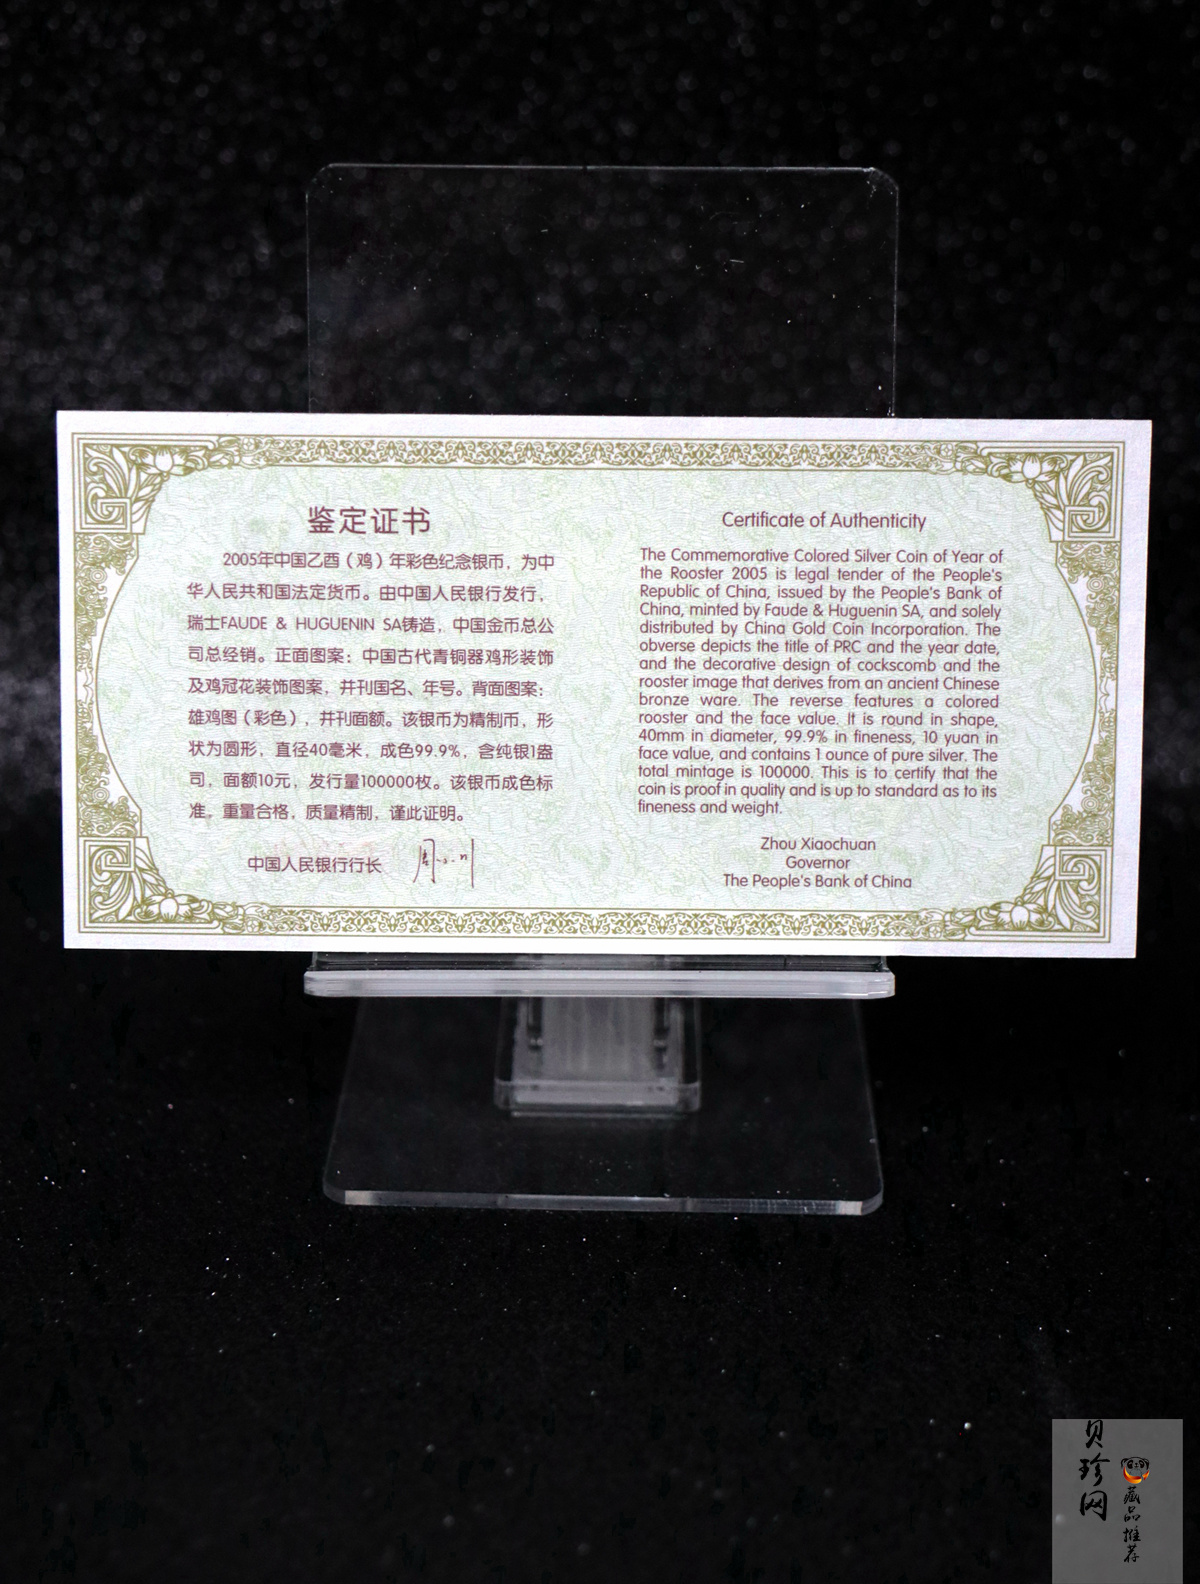 鉴定证书
2005年中国乙酉（鸡）年彩色纪念银币，为中
华人民共和国法定货币。由中国人民银行发行，
瑞士FAUDE & HUGUENIN SA铸造，中国金币总公
司总经销。正面图案：中国古代青铜器鸡形装饰
及鸡冠花装饰图案，并刊国名、年号。背面图案：
雄鸡图（彩色），并刊面额。该银币为精制币，形
状为圆形，直径40毫米，成色99.9%，含纯银1盎
司，面额10元，发行量100000枚。该银币成色标
准，重量合格，质量精制，谨此证明。
中国人民银行行长
Certificate of Authenticity
The Commemorative Colored Silver Coin of Year of
the Rooster 2005 is legal tender of the People's
Republic of China, issued by the People's Bank of
China, minted by Faude & Huguenin SA, and solely
distributed by China Gold Coin Incorporation. The
obverse depicts the title of PRC and the year date,
and the decorative design of cockscomb and the
rooster image that derives from an ancient Chinese
bronze ware. The reverse features a colored
rooster and the face value. It is round in shape,
40mm in diameter, 99.9% in fineness, 10 yuan in
face value, and contains 1 ounce of pure silver. The
total mintage is 100000. This is to certify that the
coin is proof in quality and is up to standard as to its
fineness and weight.
Zhou Xiaochuan
Governor
The People's Bank of China
贝珍网
藏品推荐